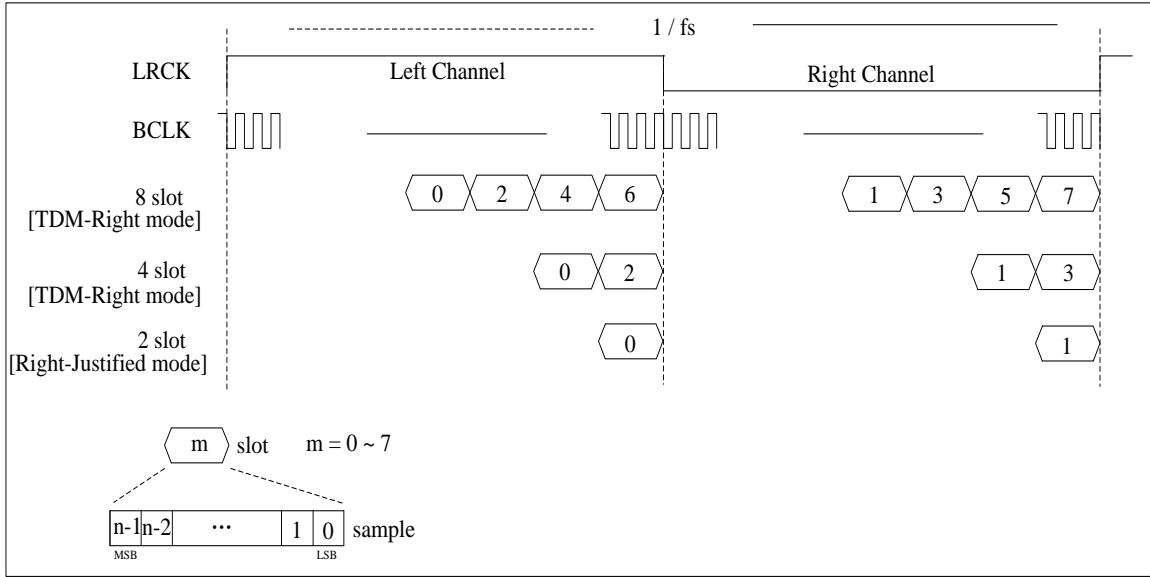 1 / fs
LRCK
Left Channel
Right Channel
BCLK
8 slot
[TDM-Right mode]
0 2 4 6
1 3 5 7
4 slot
[TDM-Right mode]
0 2
1 3
2 slot
[Right-Justified mode]
0
1
m slot m = 0 ~ 7
n-1 n-2 ... 1 0 sample
MSB LSB